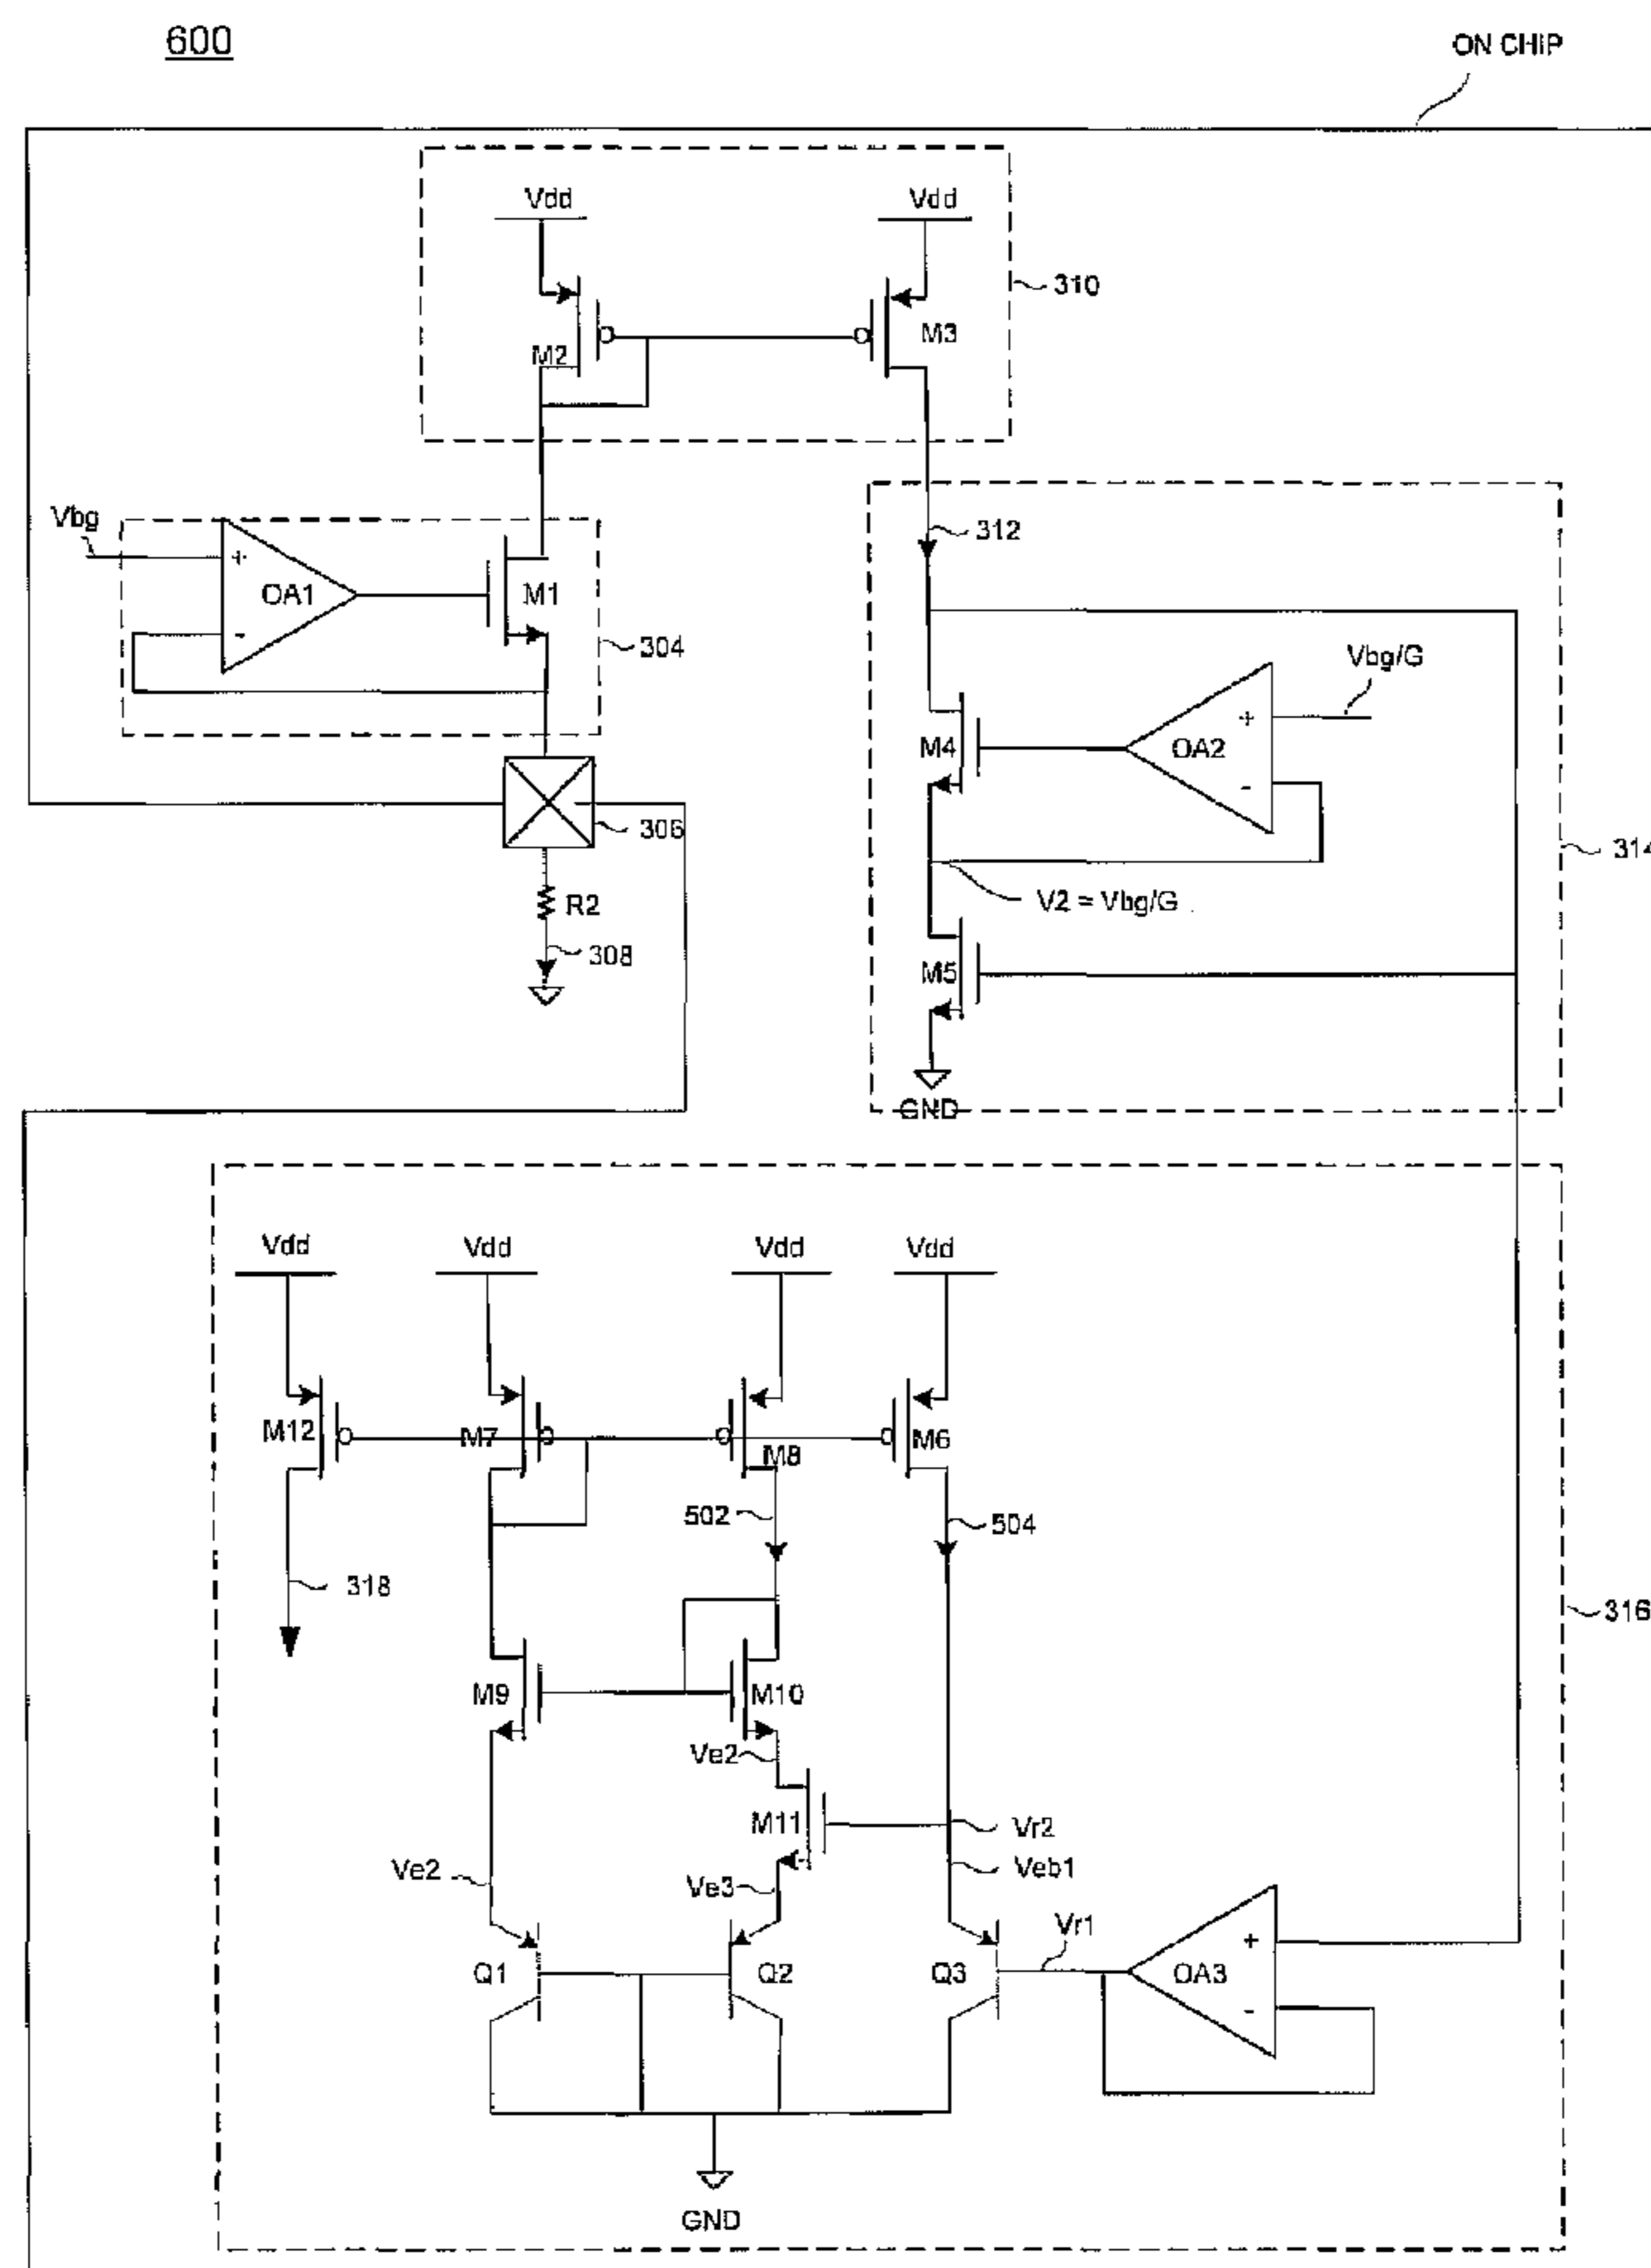 600
ON CHIP
Vdd
Vdd
310
M2
M3
Vbg
312
+
OA1
-
M1
304
Vbg/G
+
M4
OA2
-
306
314
R2
V2 = Vbg/G
308
M5
GND
Vdd
Vdd
Vdd
Vdd
M12
M7
M8
M6
502
504
318
316
M9
M10
Ve2
M11
Vr2
Ve2
Veb1
Ve3
Vr1
+
Q1
Q2
Q3
OA3
-
GND